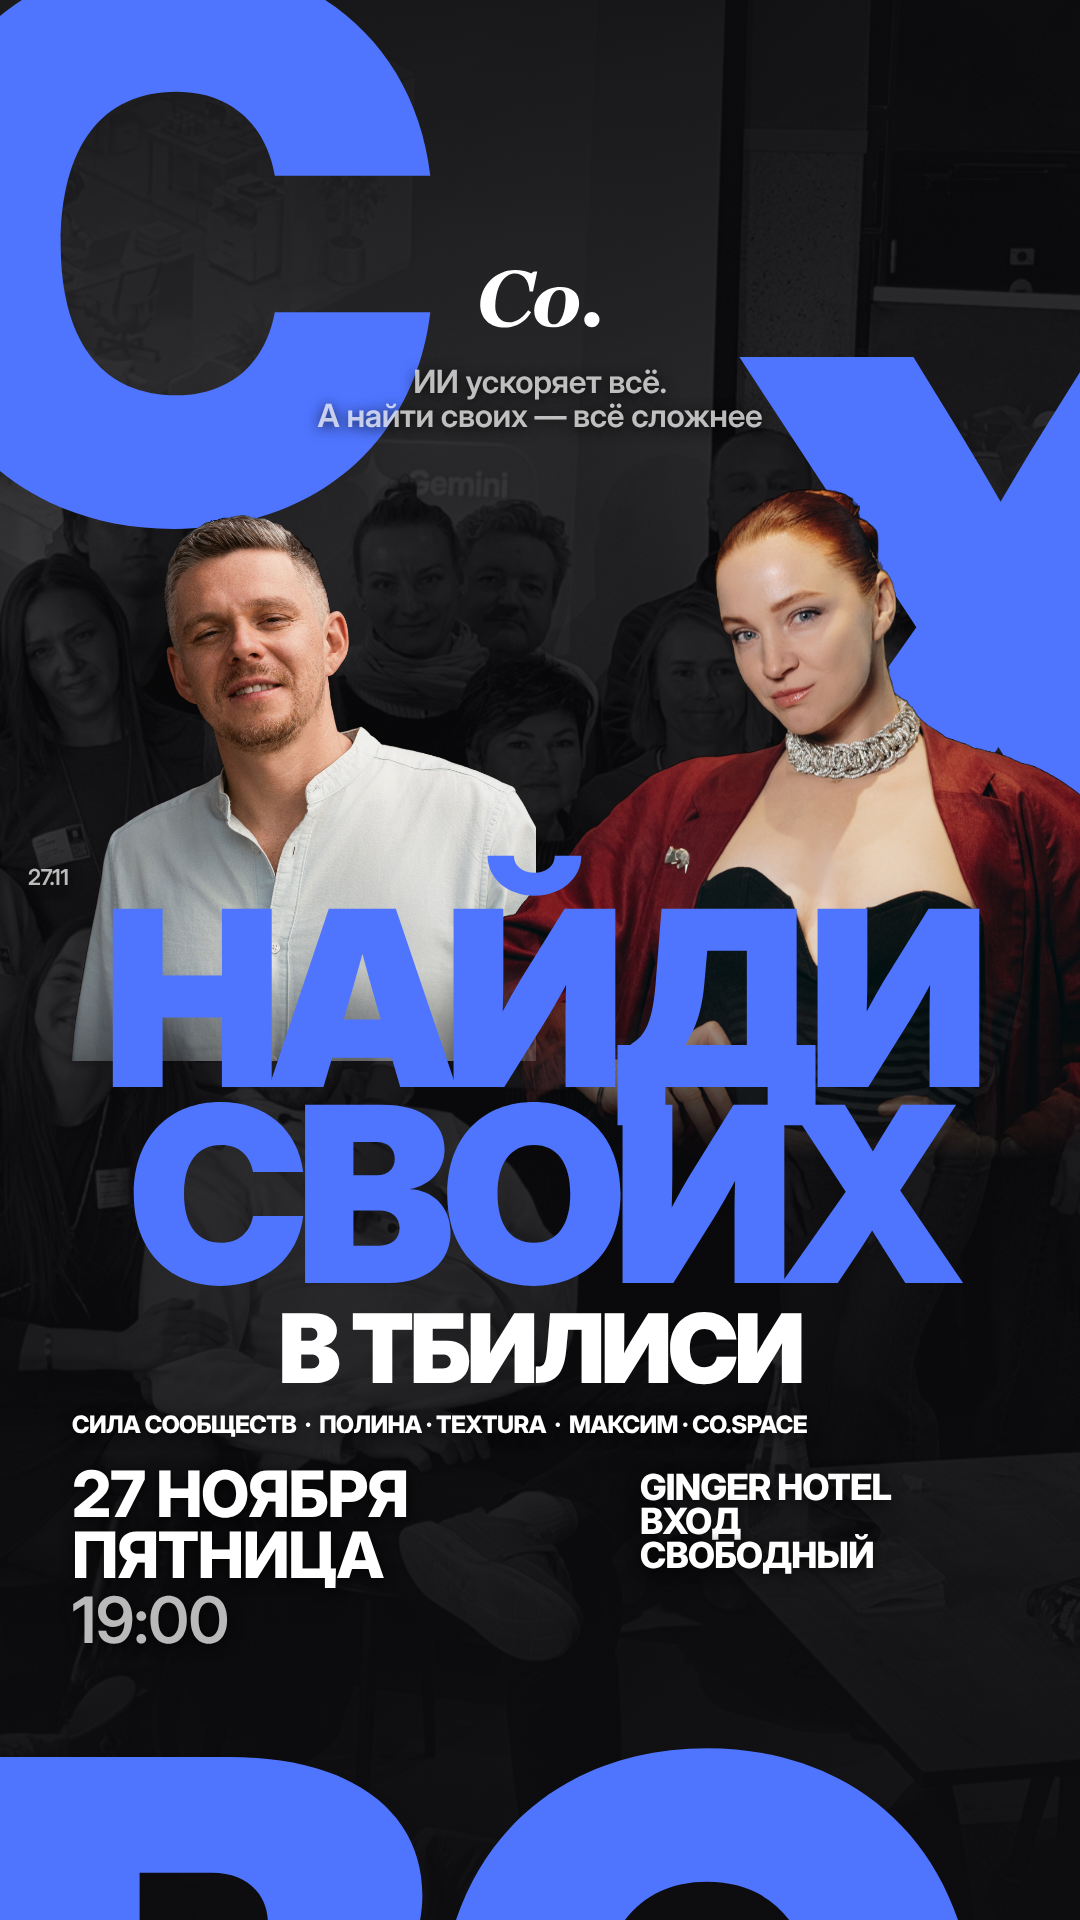 С
Х
Co.
ИИ ускоряет всё.
А найти своих — всё сложнее
Gemini
27.11
НАЙДИ
СВОИХ
В ТБИЛИСИ
СИЛА СООБЩЕСТВ · ПОЛИНА · TEXTURA · МАКСИМ · CO.SPACE
27 НОЯБРЯ
ПЯТНИЦА
19:00
GINGER HOTEL
ВХОД
СВОБОДНЫЙ
ВО